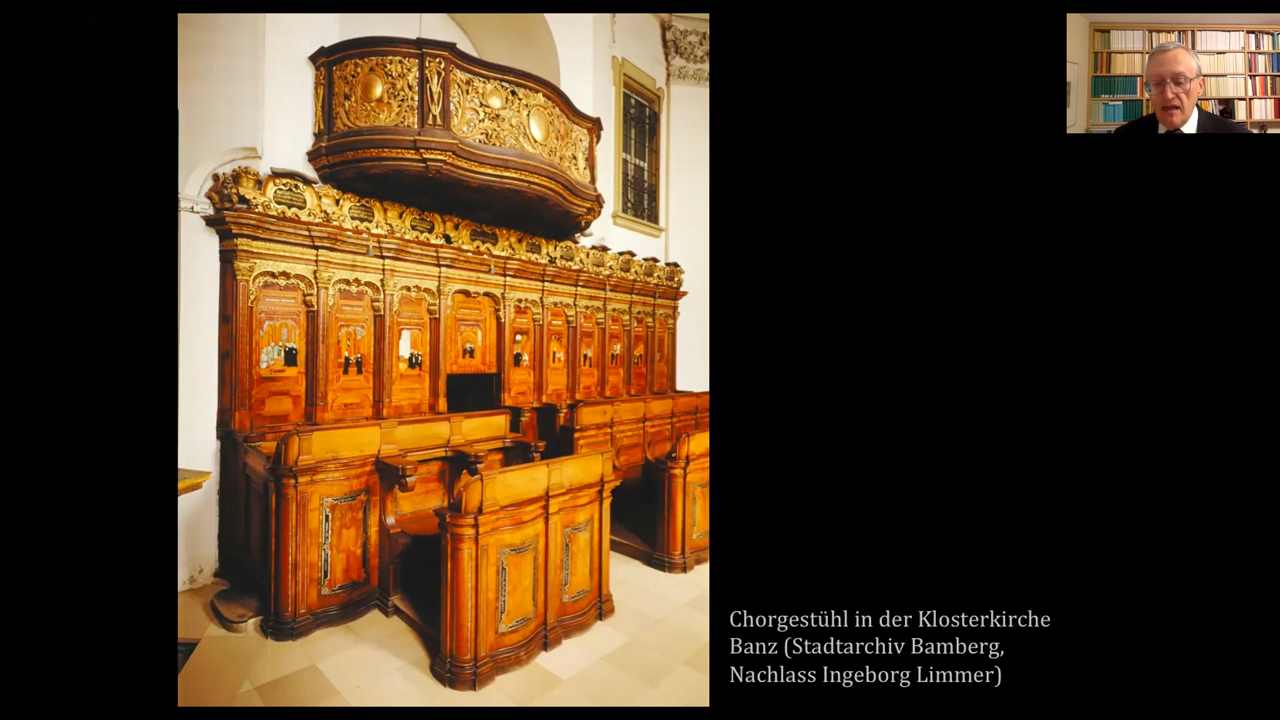 Chorgestühl in der Klosterkirche
Banz (Stadtarchiv Bamberg,
Nachlass Ingeborg Limmer)